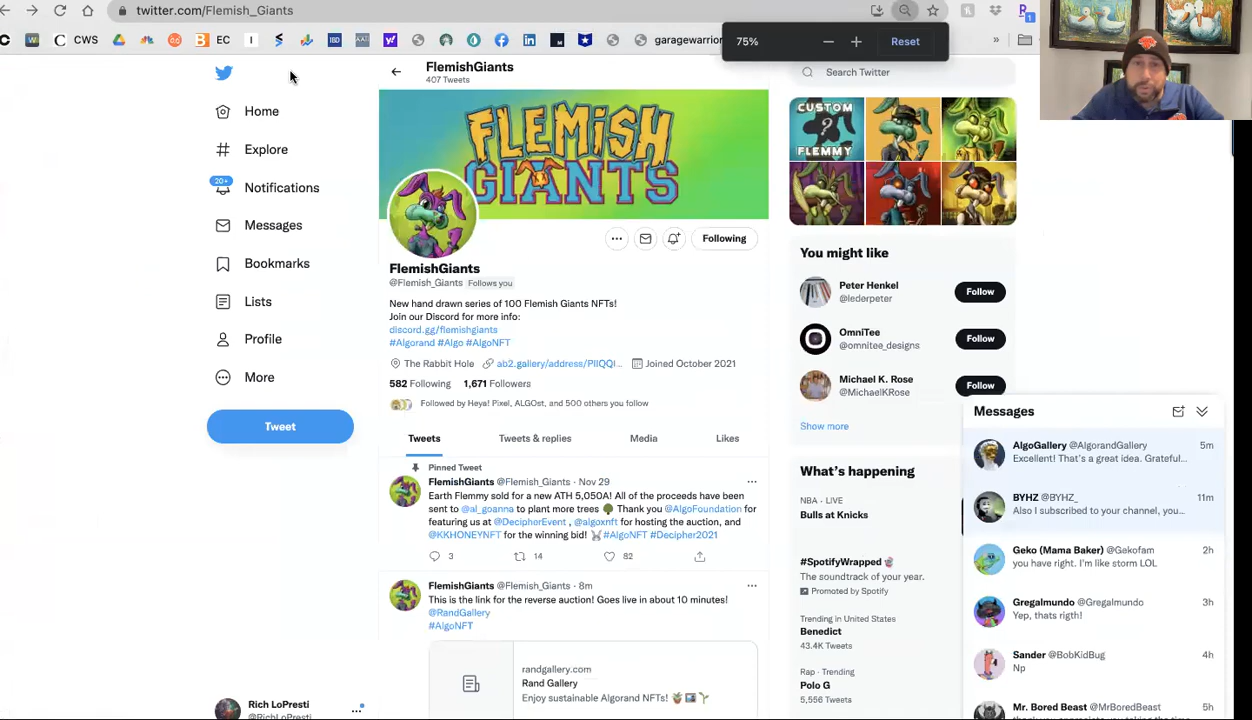 twitter.com/Flemish_Giants
75%
Reset
CWS
EC
garagewarrior
»
FlemishGiants
407 Tweets
Search Twitter
Home
Explore
20+
Notifications
Messages
Bookmarks
Lists
Profile
More
Tweet
FLEMISH
GIANTS
CUSTOM
?
FLEMMY
Following
FlemishGiants
@Flemish_Giants Follows you
New hand drawn series of 100 Flemish Giants NFTs!
Join our Discord for more info:
discord.gg/flemishgiants
#Algorand #Algo #AlgoNFT
The Rabbit Hole ab2.gallery/address/PIIQQI... Joined October 2021
582 Following 1,671 Followers
Followed by Heya! Pixel, ALGOst, and 500 others you follow
Tweets Tweets & replies Media Likes
Pinned Tweet
FlemishGiants @Flemish_Giants · Nov 29
Earth Flemmy sold for a new ATH 5,050A! All of the proceeds have been
sent to @al_goanna to plant more trees 🌳 Thank you @AlgoFoundation for
featuring us at @DecipherEvent , @algoxnft for hosting the auction, and
@KKHONEYNFT for the winning bid! 🐰#AlgoNFT #Decipher2021
3 14 82
FlemishGiants @Flemish_Giants · 8m
This is the link for the reverse auction! Goes live in about 10 minutes!
@RandGallery
#AlgoNFT
randgallery.com
Rand Gallery
Enjoy sustainable Algorand NFTs!
You might like
Peter Henkel
@lederpeter
Follow
OmniTee
@omnitee_designs
Follow
Michael K. Rose
@MichaelKRose
Follow
Show more
What's happening
NBA · LIVE
Bulls at Knicks
#SpotifyWrapped
The soundtrack of your year.
Promoted by Spotify
Trending in United States
Benedict
43.4K Tweets
Rap · Trending
Polo G
5,556 Tweets
Messages
AlgoGallery @AlgorandGallery 5m
Excellent! That's a great idea. Grateful...
BYHZ @BYHZ_ 11m
Also I subscribed to your channel, you...
Geko (Mama Baker) @Gekofam 2h
you have right. I'm like storm LOL
Gregalmundo @Gregalmundo 3h
Yep, thats rigth!
Sander @BobKidBug 4h
Np
Mr. Bored Beast @MrBoredBeast 5h
Rich LoPresti
@RichLoPresti